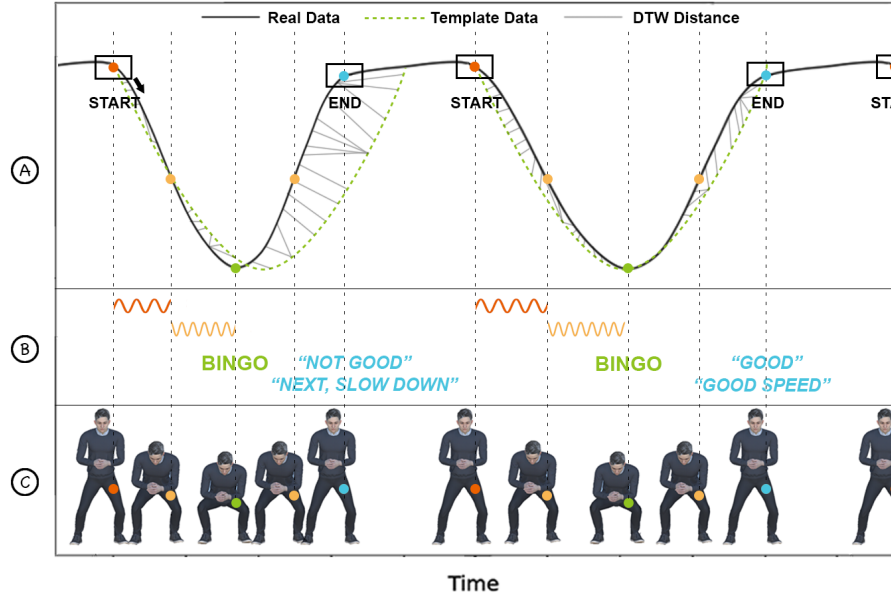 Real Data
Template Data
DTW Distance
START
END
START
END
STA
A
B
BINGO
“NOT GOOD”
“NEXT, SLOW DOWN”
BINGO
“GOOD”
“GOOD SPEED”
C
Time